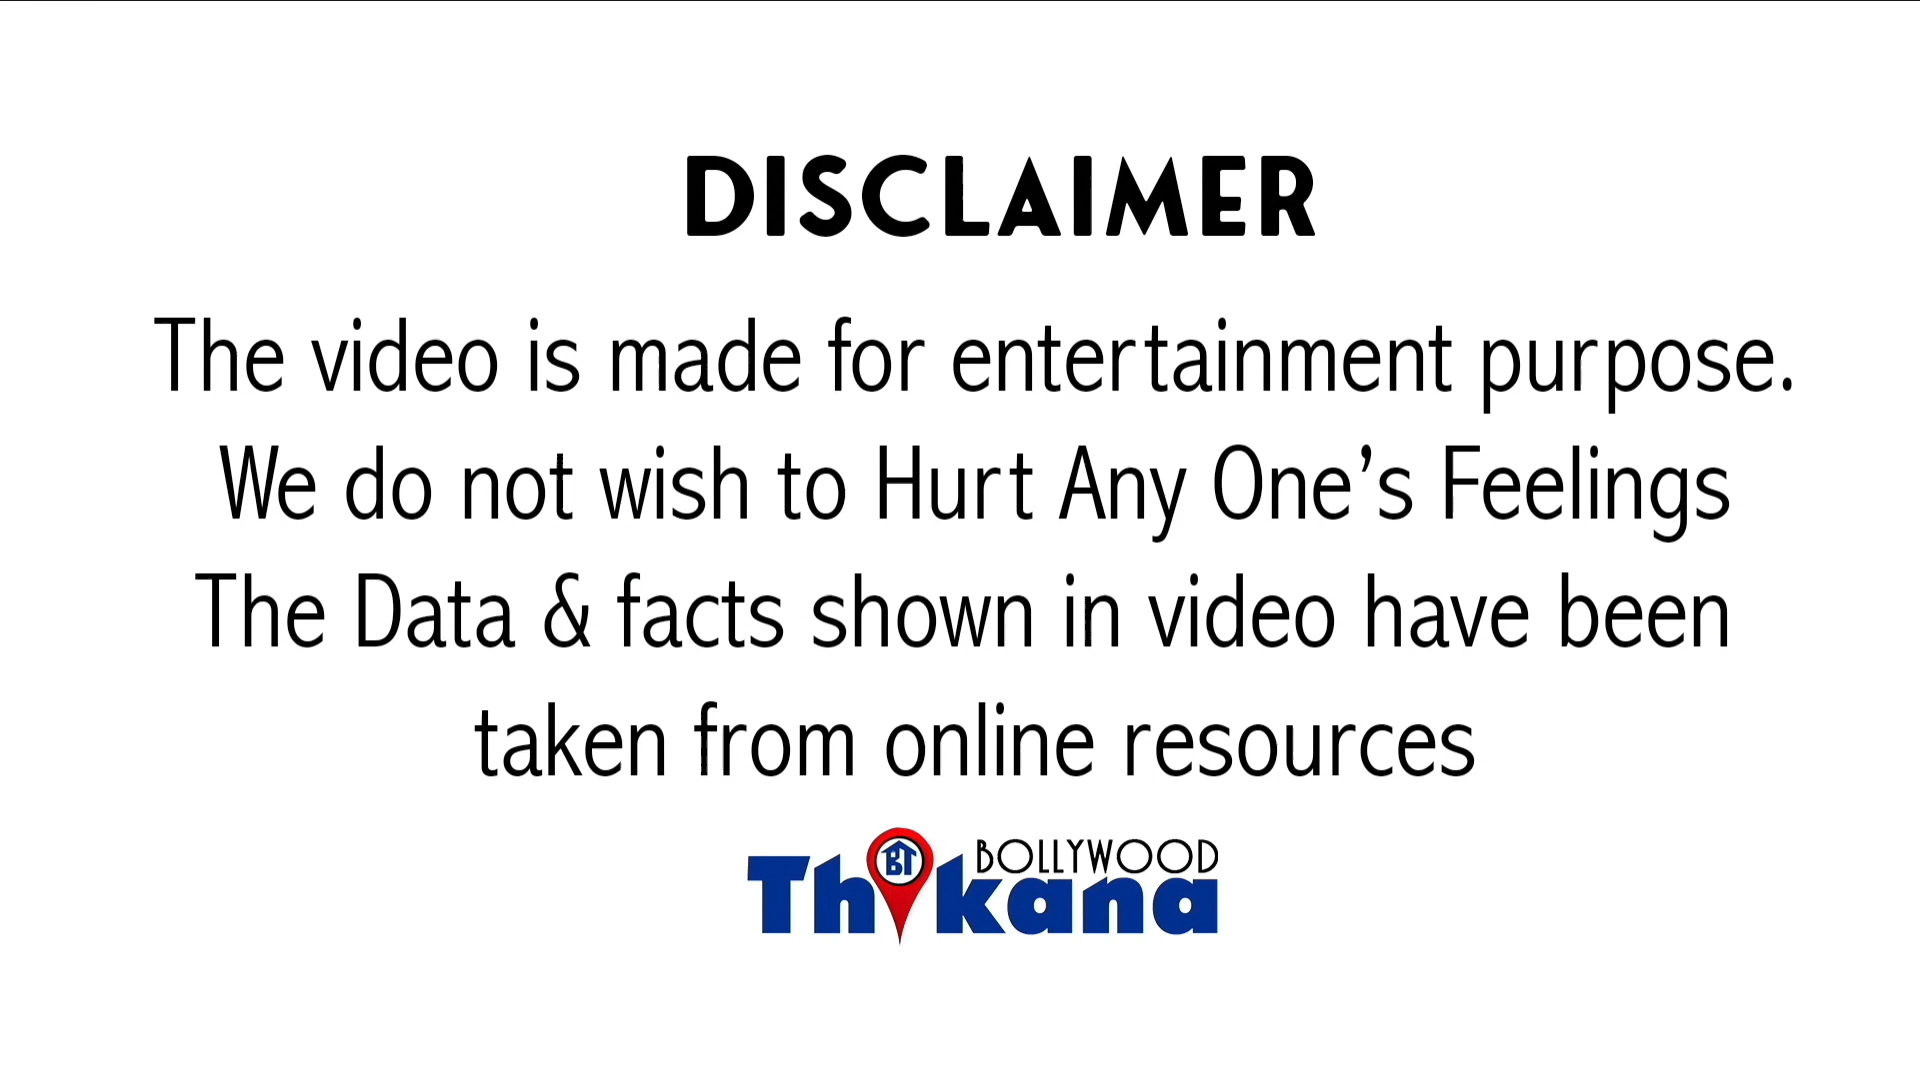 DISCLAIMER
The video is made for entertainment purpose.
We do not wish to Hurt Any One’s Feelings
The Data & facts shown in video have been
taken from online resources
BT
BOLLYWOOD
Thikana